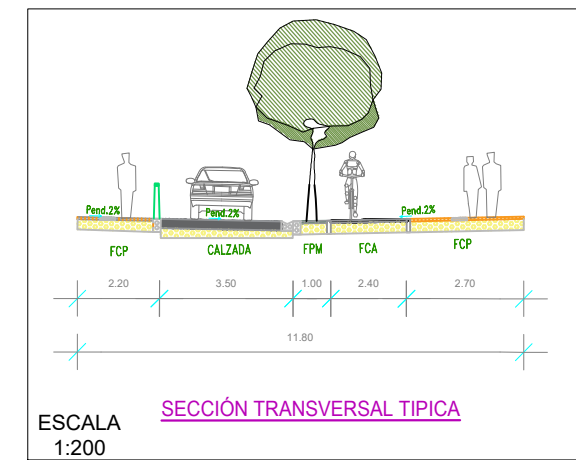 Pend.2% Pend.2% Pend.2%
FCP CALZADA FPM FCA FCP
2.20 3.50 1.00 2.40 2.70
11.80
SECCIÓN TRANSVERSAL TIPICA
ESCALA
1:200